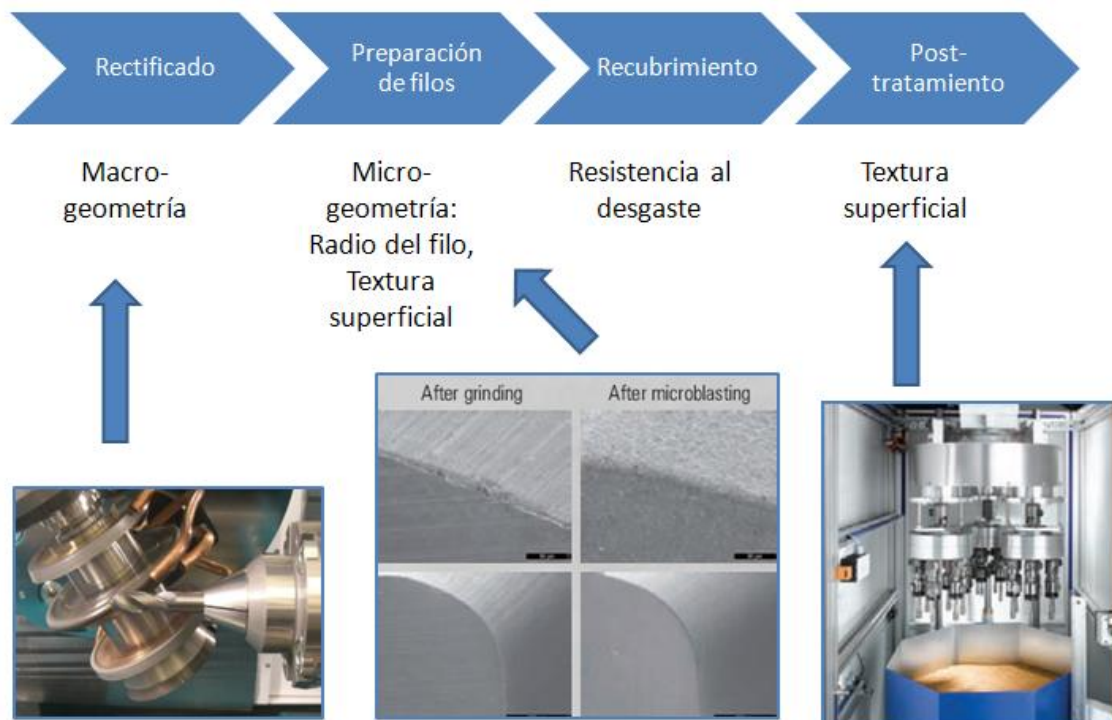 Rectificado
Preparación
de filos
Recubrimiento
Post-
tratamiento
Macro-
geometría
Micro-
geometría:
Radio del filo,
Textura
superficial
Resistencia al
desgaste
Textura
superficial
After grinding
After microblasting